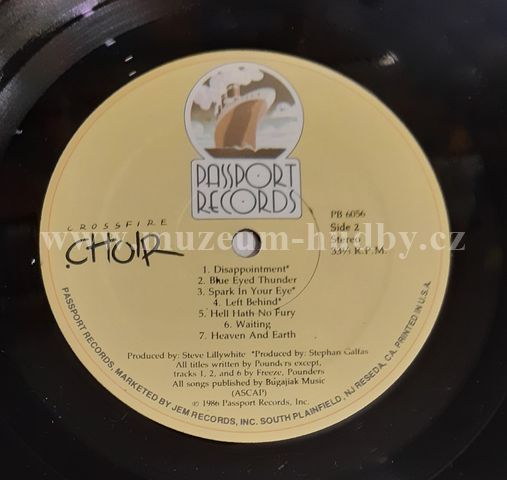 PASSPORT
RECORDS
CROSSFIRE
CHOIR
PB 6056
Side 2
Stereo
33⅓ R.P.M.
www.muzeum-hudby.cz
1. Disappointment*
2. Blue Eyed Thunder
3. Spark In Your Eye*
4. Left Behind*
5. Hell Hath No Fury
6. Waiting
7. Heaven And Earth
Produced by: Steve Lillywhite *Produced by: Stephan Galfas
All titles written by Pounders except,
tracks 1, 2, and 6 by Freeze, Pounders
All songs published by Bugajiak Music
(ASCAP)
© 1986 Passport Records, Inc.
PASSPORT RECORDS, MARKETED BY JEM RECORDS, INC. SOUTH PLAINFIELD, NJ RESEDA, CA. PRINTED IN U.S.A.